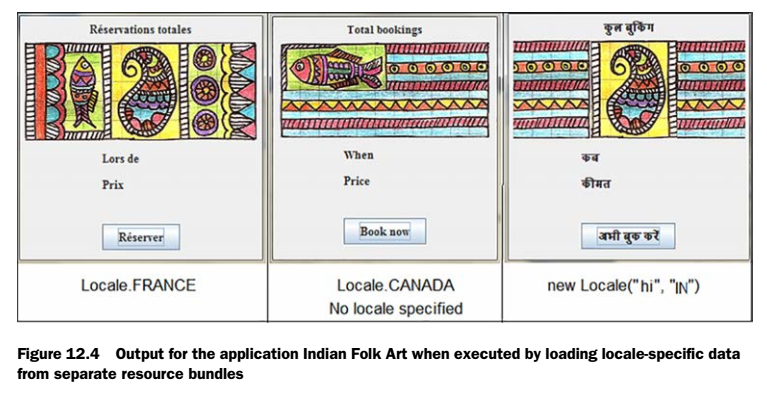 Réservations totales
Lors de
Prix
Réserver
Locale.FRANCE
Total bookings
When
Price
Book now
Locale.CANADA
No locale specified
कुल बुकिंग
कब
कीमत
अभी बुक करें
new Locale("hi", "IN")
Figure 12.4 Output for the application Indian Folk Art when executed by loading locale-specific data
from separate resource bundles